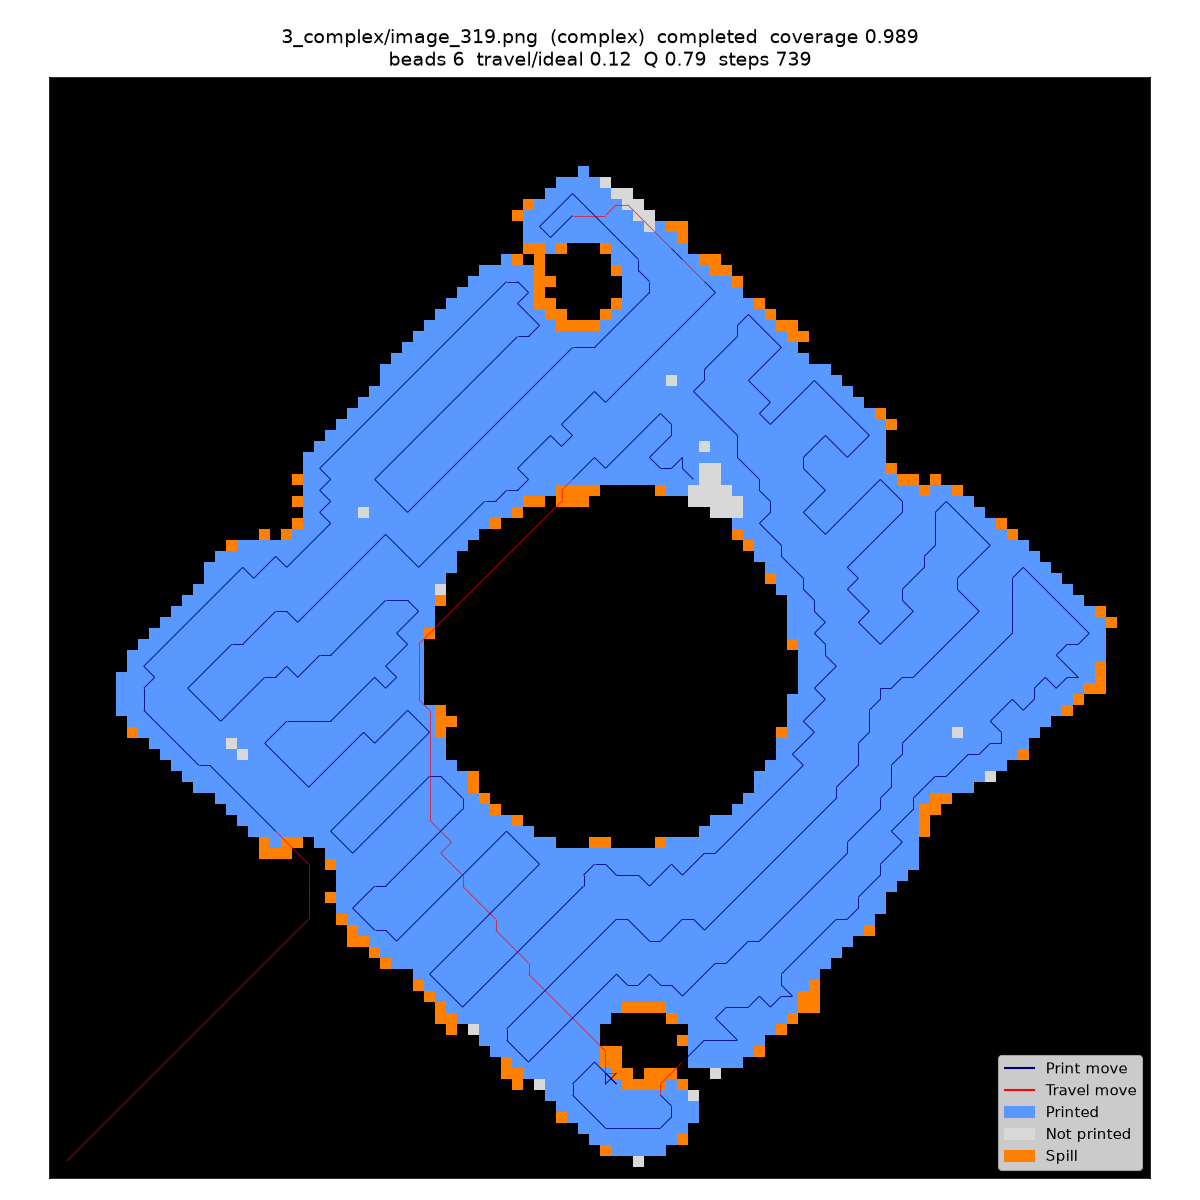 3_complex/image_319.png  (complex)  completed  coverage 0.989
beads 6  travel/ideal 0.12  Q 0.79  steps 739
Print move
Travel move
Printed
Not printed
Spill